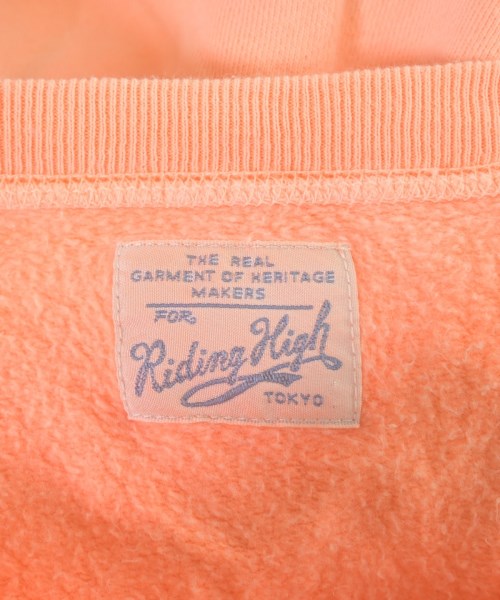 THE REAL
GARMENT OF HERITAGE
MAKERS
FOR
Riding High
TOKYO